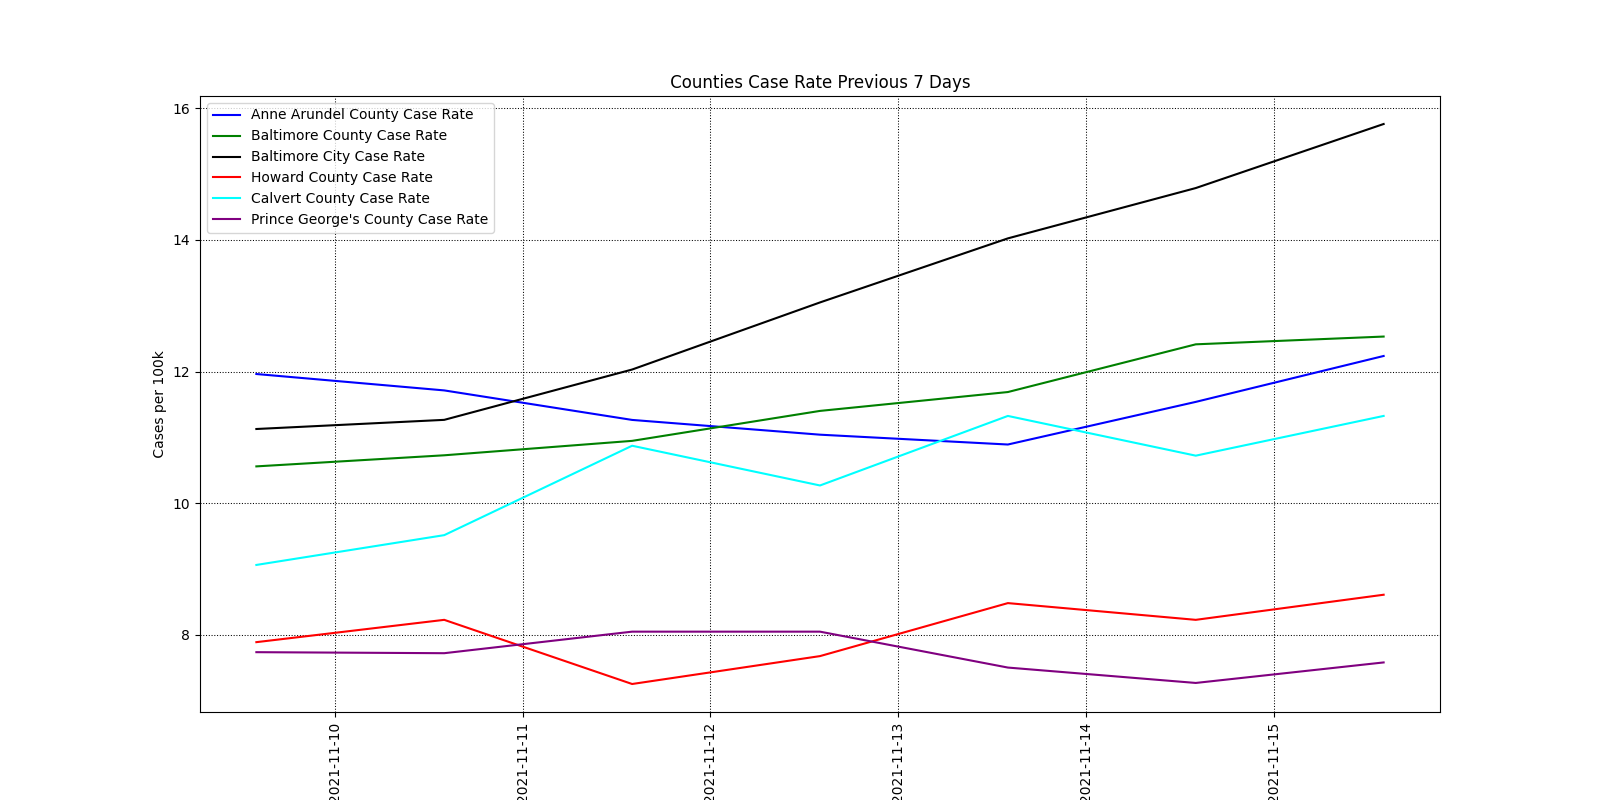 Counties Case Rate Previous 7 Days
16
14
12
10
8
Cases per 100k
Anne Arundel County Case Rate
Baltimore County Case Rate
Baltimore City Case Rate
Howard County Case Rate
Calvert County Case Rate
Prince George's County Case Rate
2021-11-10
2021-11-11
2021-11-12
2021-11-13
2021-11-14
2021-11-15